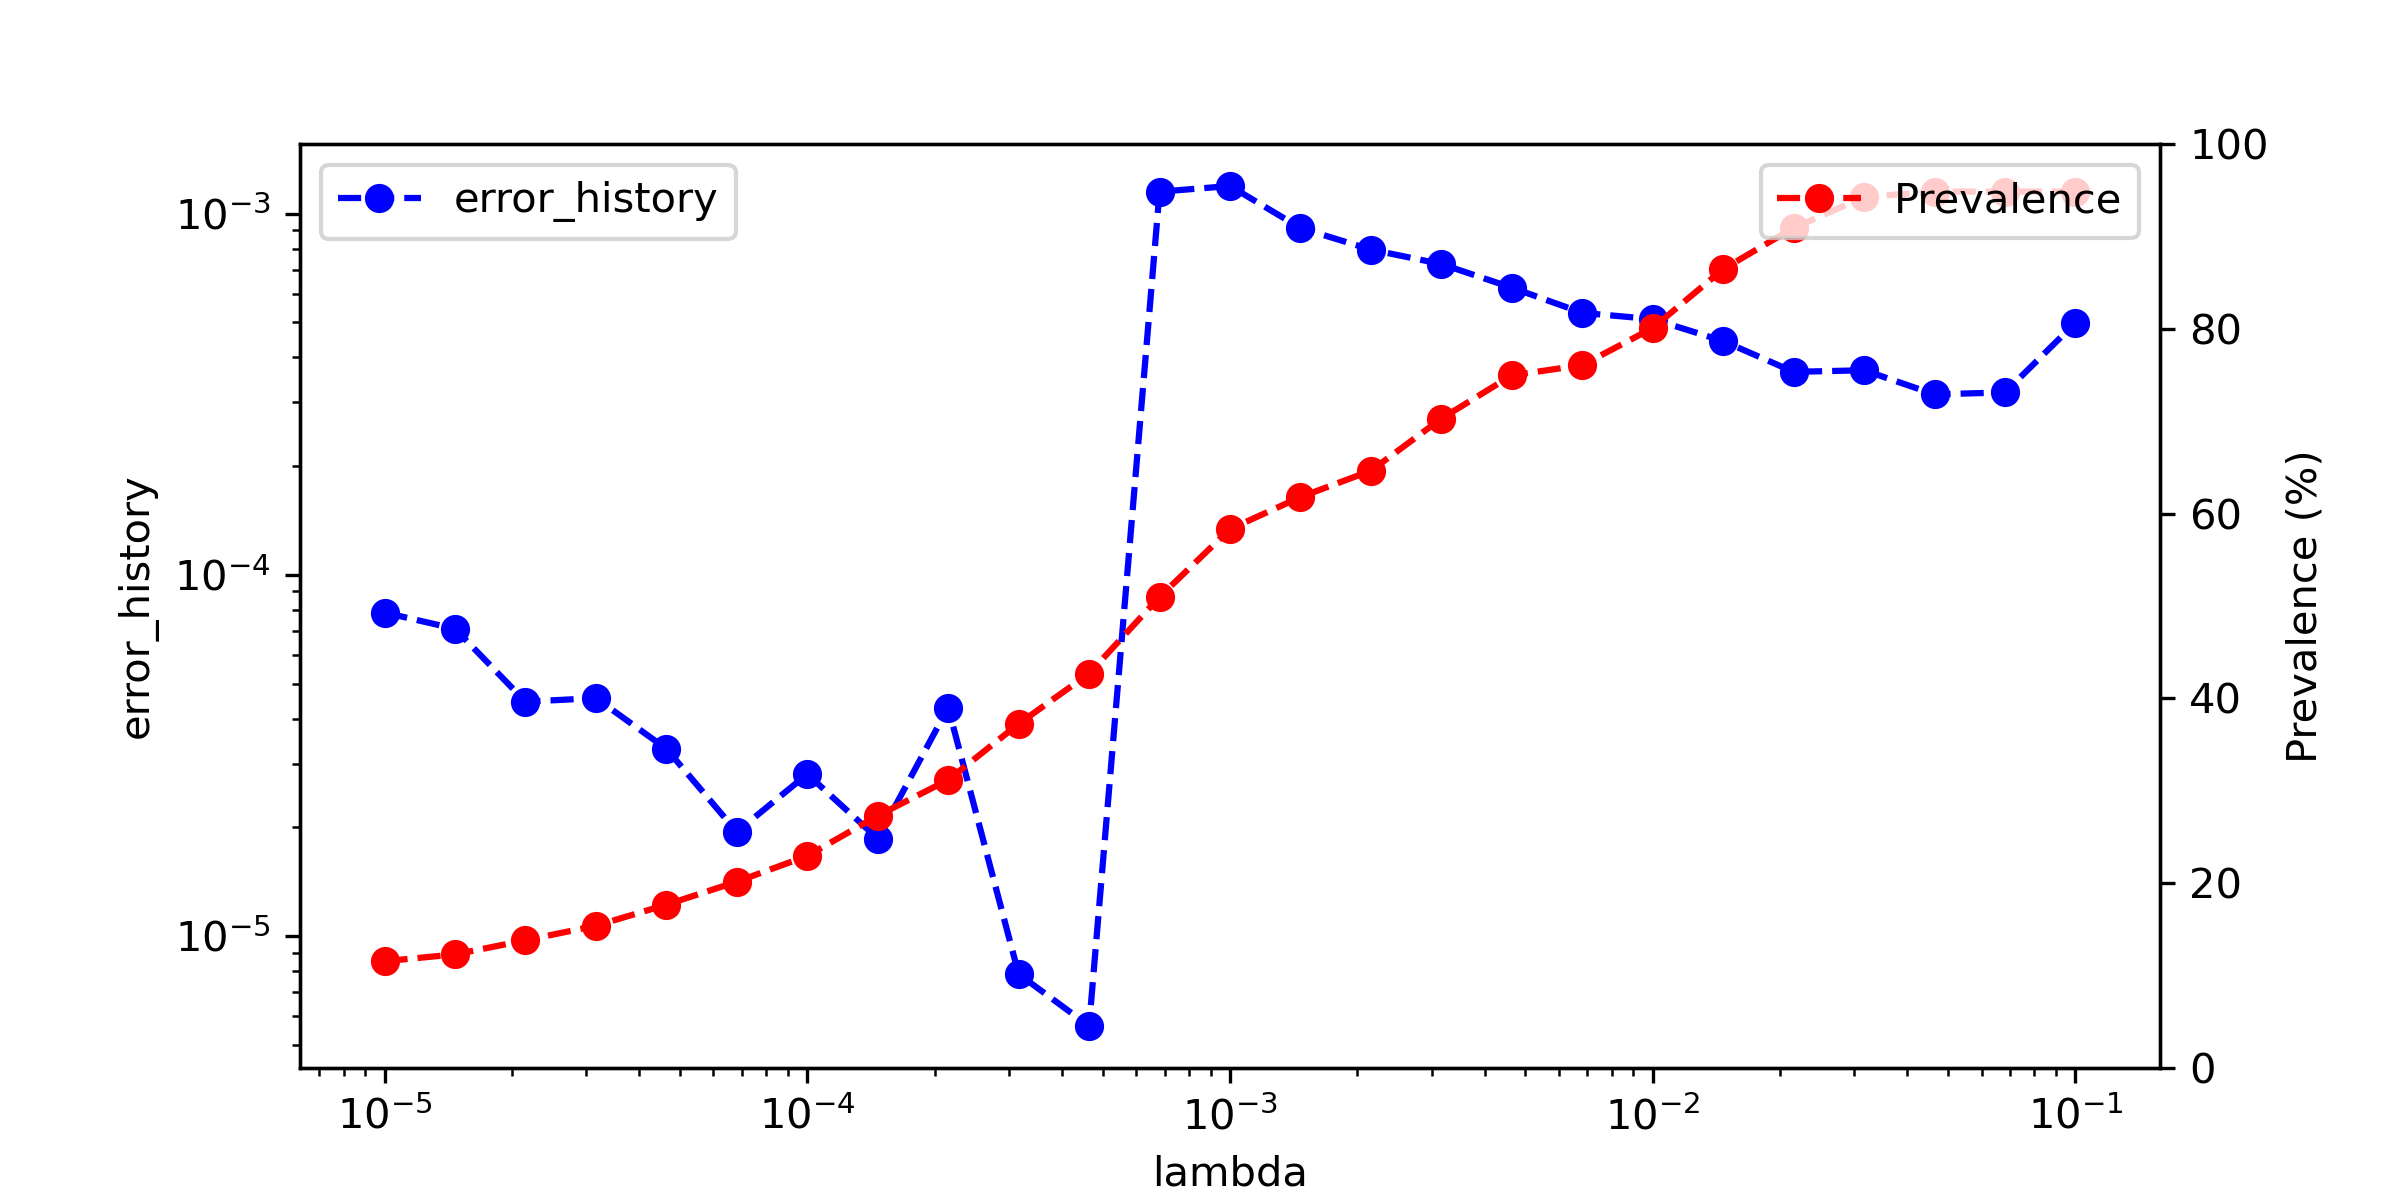 error_history
Prevalence
10⁻³
10⁻⁴
10⁻⁵
error_history
100
80
60
40
20
0
Prevalence (%)
10⁻⁵ 10⁻⁴ 10⁻³ 10⁻² 10⁻¹
lambda